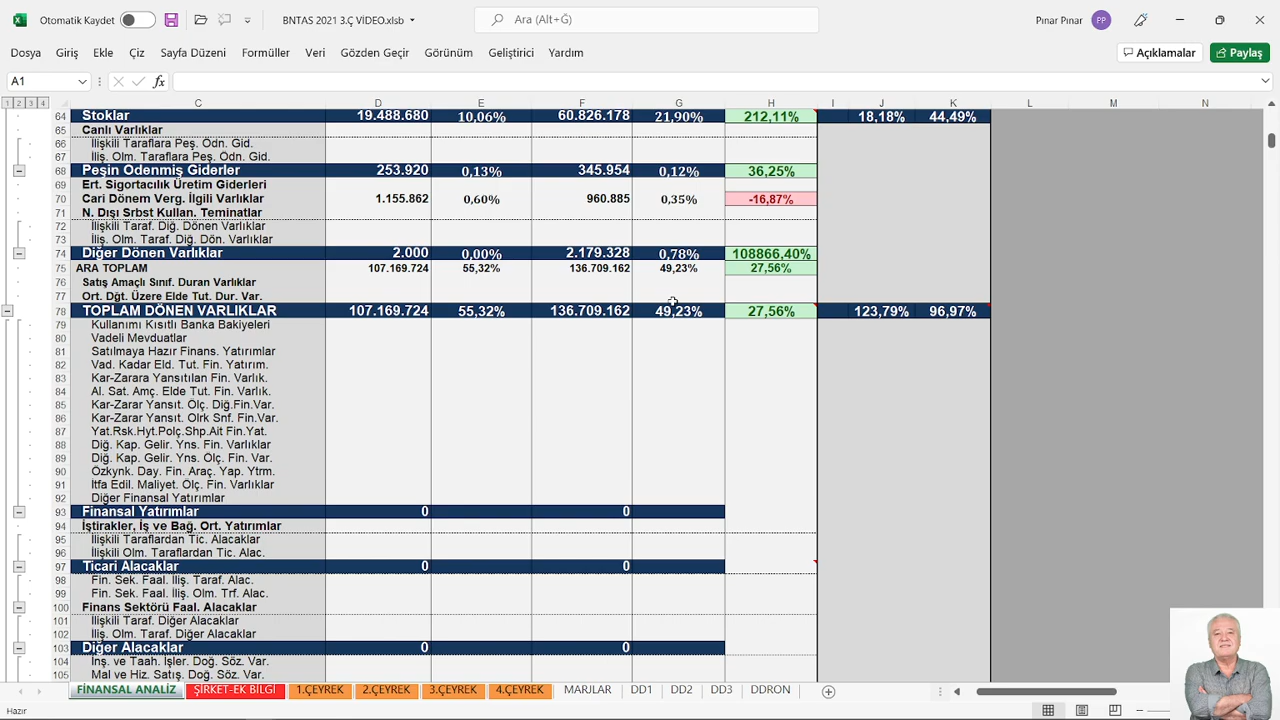 Otomatik Kaydet BNTAS 2021 3.Ç VİDEO.xlsb Ara (Alt+Ğ) Pınar Pınar PP
Dosya Giriş Ekle Çiz Sayfa Düzeni Formüller Veri Gözden Geçir Görünüm Geliştirici Yardım Açıklamalar Paylaş
A1 fx
1 2 3 4 C D E F G H I J K L M N
64 Stoklar 19.488.680 10,06% 60.826.178 21,90% 212,11% 18,18% 44,49%
65 Canlı Varlıklar
66 İlişkili Taraflara Peş. Ödn. Gid.
67 İliş. Olm. Taraflara Peş. Ödn. Gid.
68 Peşin Ödenmiş Giderler 253.920 0,13% 345.954 0,12% 36,25%
69 Ert. Sigortacılık Üretim Giderleri
70 Cari Dönem Verg. İlgili Varlıklar 1.155.862 0,60% 960.885 0,35% -16,87%
71 N. Dışı Srbst Kullan. Teminatlar
72 İlişkili Taraf. Diğ. Dönen Varlıklar
73 İliş. Olm. Taraf. Diğ. Dön. Varlıklar
74 Diğer Dönen Varlıklar 2.000 0,00% 2.179.328 0,78% 108866,40%
75 ARA TOPLAM 107.169.724 55,32% 136.709.162 49,23% 27,56%
76 Satış Amaçlı Sınıf. Duran Varlıklar
77 Ort. Dğt. Üzere Elde Tut. Dur. Var.
78 TOPLAM DÖNEN VARLIKLAR 107.169.724 55,32% 136.709.162 49,23% 27,56% 123,79% 96,97%
79 Kullanımı Kısıtlı Banka Bakiyeleri
80 Vadeli Mevduatlar
81 Satılmaya Hazır Finans. Yatırımlar
82 Vad. Kadar Eld. Tut. Fin. Yatırım.
83 Kar-Zarara Yansıtılan Fin. Varlık.
84 Al. Sat. Amç. Elde Tut. Fin. Varlık.
85 Kar-Zarar Yansıt. Ölç. Diğ.Fin.Var.
86 Kar-Zarar Yansıt. Olrk Snf. Fin.Var.
87 Yat.Rsk.Hyt.Polç.Shp.Ait Fin.Yat.
88 Diğ. Kap. Gelir. Yns. Fin. Varlıklar
89 Diğ. Kap. Gelir. Yns. Ölç. Fin. Var.
90 Özkynk. Day. Fin. Araç. Yap. Ytrm.
91 İtfa Edil. Maliyet. Ölç. Fin. Varlıklar
92 Diğer Finansal Yatırımlar
93 Finansal Yatırımlar 0 0
94 İştirakler, İş ve Bağ. Ort. Yatırımlar
95 İlişkili Taraflardan Tic. Alacaklar
96 İlişkili Olm. Taraflardan Tic. Alac.
97 Ticari Alacaklar 0 0
98 Fin. Sek. Faal. İliş. Taraf. Alac.
99 Fin. Sek. Faal. İliş. Olm. Trf. Alac.
100 Finans Sektörü Faal. Alacaklar
101 İlişkili Taraf. Diğer Alacaklar
102 İliş. Olm. Taraf. Diğer Alacaklar
103 Diğer Alacaklar 0 0
104 İnş. ve Taah. İşler. Doğ. Söz. Var.
105 Mal ve Hiz. Satış. Doğ. Söz. Var.
FİNANSAL ANALİZ ŞİRKET-EK BİLGİ 1.ÇEYREK 2.ÇEYREK 3.ÇEYREK 4.ÇEYREK MARJLAR DD1 DD2 DD3 DDRON
Hazır